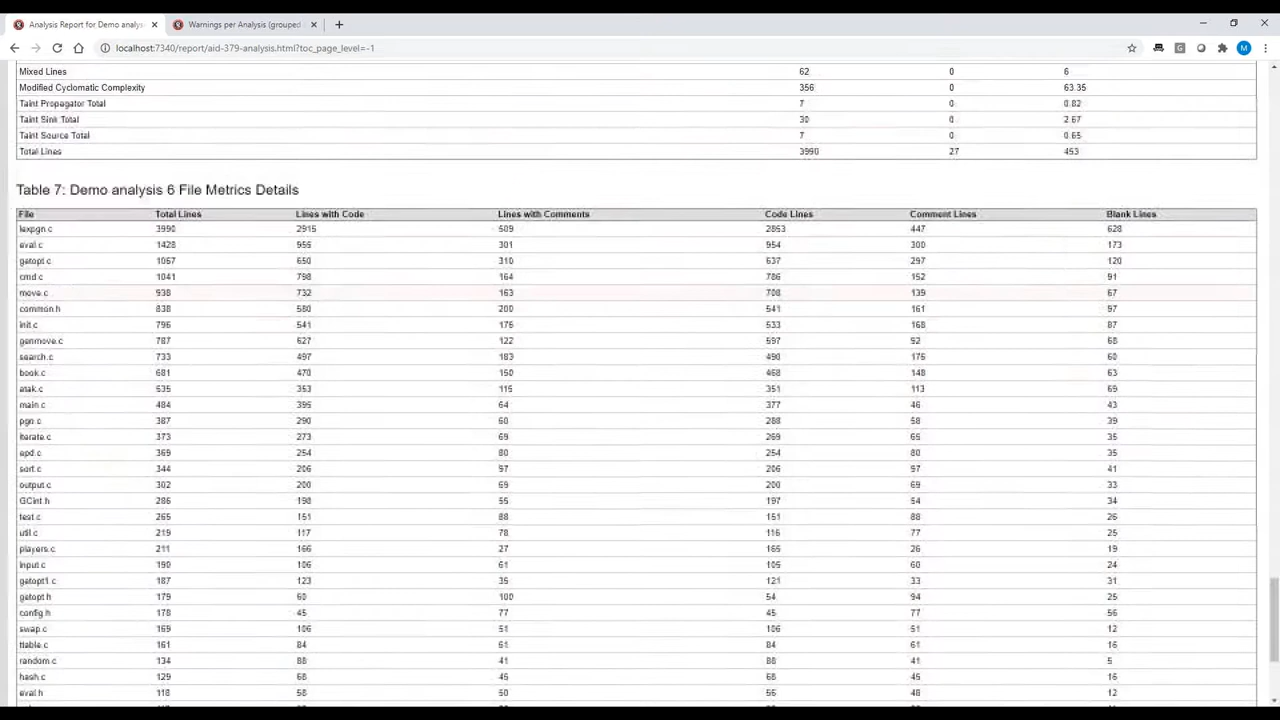 Analysis Report for Demo analys
Warnings per Analysis (grouped
M
localhost:7340/report/aid-379-analysis.html?toc_page_level=-1
Mixed Lines 62 0 6
Modified Cyclomatic Complexity 356 0 63.35
Taint Propagator Total 7 0 0.82
Taint Sink Total 30 0 2.67
Taint Source Total 7 0 0.65
Total Lines 3990 27 453
Table 7: Demo analysis 6 File Metrics Details
File Total Lines Lines with Code Lines with Comments Code Lines Comment Lines Blank Lines
lexpgn.c 3990 2915 509 2853 447 628
eval.c 1428 955 301 954 300 173
getopt.c 1067 650 310 637 297 120
cmd.c 1041 798 164 786 152 91
move.c 938 732 163 708 139 67
common.h 838 580 200 541 161 97
init.c 796 541 176 533 168 87
genmove.c 787 627 122 597 92 68
search.c 733 497 183 490 176 60
book.c 681 470 150 468 148 63
atak.c 535 353 115 351 113 69
main.c 484 395 64 377 46 43
pgn.c 387 290 60 288 58 39
iterate.c 373 273 69 269 65 35
epd.c 369 254 80 254 80 35
sort.c 344 206 97 206 97 41
output.c 302 200 69 200 69 33
GCint.h 286 198 55 197 54 34
test.c 265 151 88 151 88 26
util.c 219 117 78 116 77 25
players.c 211 166 27 165 26 19
input.c 190 106 61 105 60 24
getopt1.c 187 123 35 121 33 31
getopt.h 179 60 100 54 94 25
config.h 178 45 77 45 77 56
swap.c 169 106 51 106 51 12
ttable.c 161 84 61 84 61 16
random.c 134 88 41 88 41 5
hash.c 129 68 45 68 45 16
eval.h 118 58 50 56 48 12